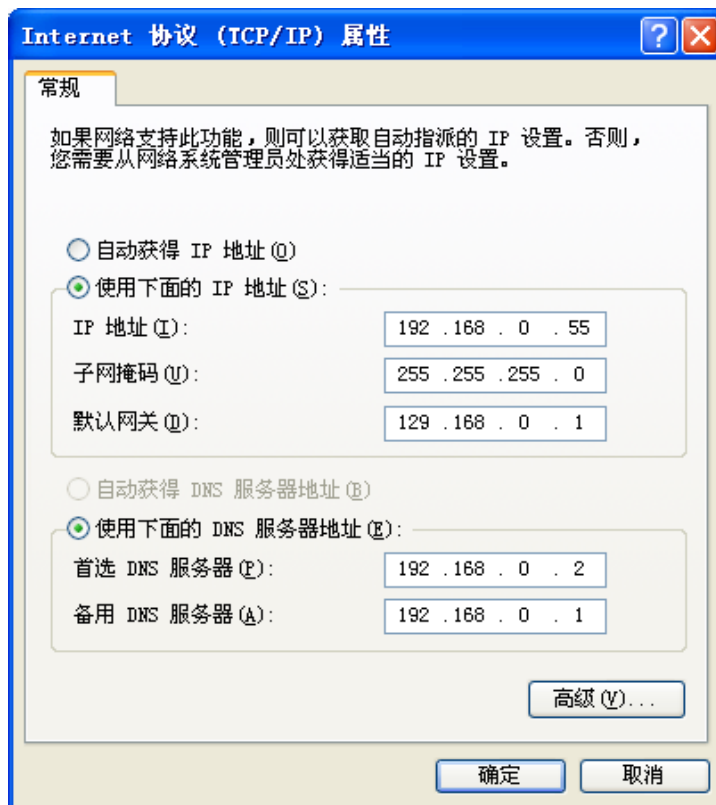 Internet 协议 (TCP/IP) 属性
常规
如果网络支持此功能，则可以获取自动指派的 IP 设置。否则，
您需要从网络系统管理员处获得适当的 IP 设置。
自动获得 IP 地址(O)
使用下面的 IP 地址(S):
IP 地址(I): 192 .168 . 0 . 55
子网掩码(U): 255 .255 .255 . 0
默认网关(D): 129 .168 . 0 . 1
自动获得 DNS 服务器地址(B)
使用下面的 DNS 服务器地址(E):
首选 DNS 服务器(P): 192 .168 . 0 . 2
备用 DNS 服务器(A): 192 .168 . 0 . 1
高级(V)...
确定 取消